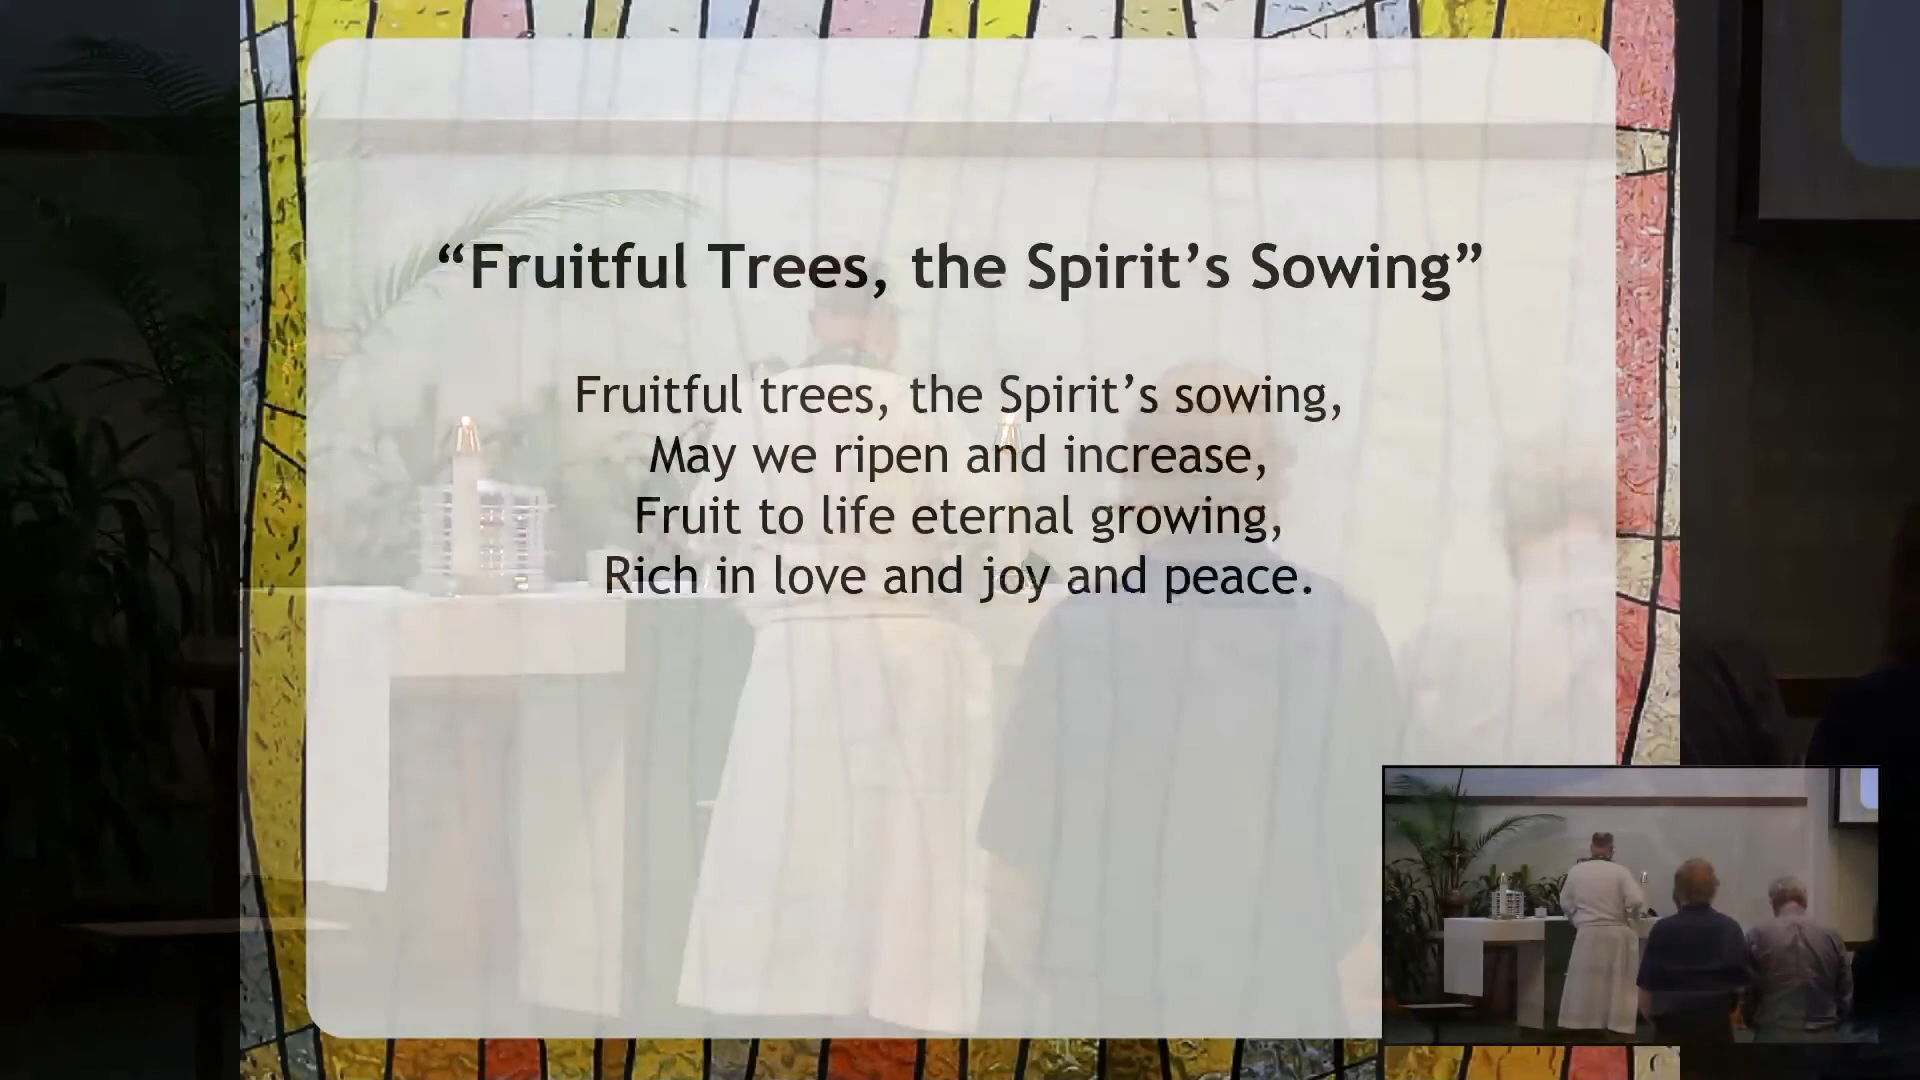 “Fruitful Trees, the Spirit’s Sowing”
Fruitful trees, the Spirit’s sowing,
May we ripen and increase,
Fruit to life eternal growing,
Rich in love and joy and peace.